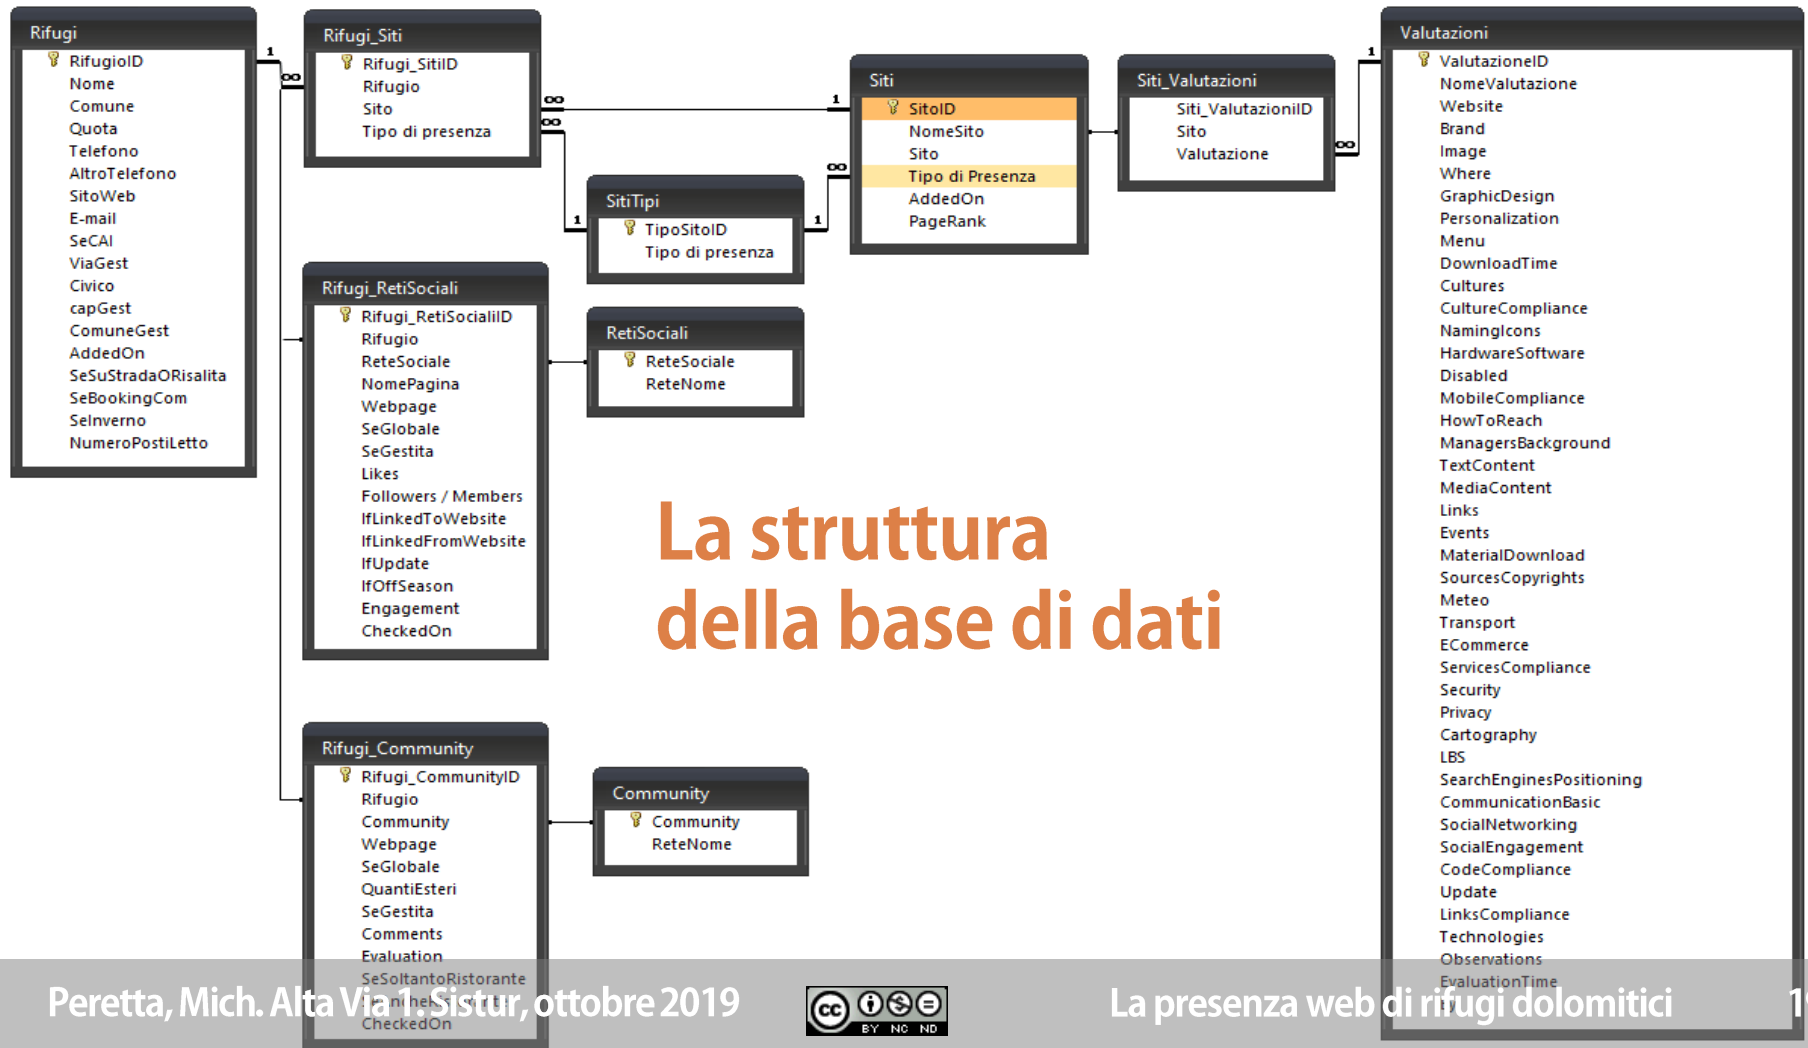 Rifugi
RifugioID
Nome
Comune
Quota
Telefono
AltroTelefono
SitoWeb
E-mail
SeCAI
ViaGest
Civico
capGest
ComuneGest
AddedOn
SeSuStradaORisalita
SeBookingCom
SeInverno
NumeroPostiLetto
1
∞
Rifugi_Siti
Rifugi_SitiID
Rifugio
Sito
Tipo di presenza
∞
1
∞
1
SitiTipi
TipoSitoID
Tipo di presenza
1
∞
Siti
SitoID
NomeSito
Sito
Tipo di Presenza
AddedOn
PageRank
Siti_Valutazioni
Siti_ValutazioniID
Sito
Valutazione
∞
1
Valutazioni
ValutazioneID
NomeValutazione
Website
Brand
Image
Where
GraphicDesign
Personalization
Menu
DownloadTime
Cultures
CultureCompliance
NamingIcons
HardwareSoftware
Disabled
MobileCompliance
HowToReach
ManagersBackground
TextContent
MediaContent
Links
Events
MaterialDownload
SourcesCopyrights
Meteo
Transport
ECommerce
ServicesCompliance
Security
Privacy
Cartography
LBS
SearchEnginesPositioning
CommunicationBasic
SocialNetworking
SocialEngagement
CodeCompliance
Update
LinksCompliance
Technologies
Observations
EvaluationTime
Rifugi_RetiSociali
Rifugi_RetiSocialiID
Rifugio
ReteSociale
NomePagina
Webpage
SeGlobale
SeGestita
Likes
Followers / Members
IfLinkedToWebsite
IfLinkedFromWebsite
IfUpdate
IfOffSeason
Engagement
CheckedOn
RetiSociali
ReteSociale
ReteNome
La struttura
della base di dati
Rifugi_Community
Rifugi_CommunityID
Rifugio
Community
Webpage
SeGlobale
QuantiEsteri
SeGestita
Comments
Evaluation
SeSoltantoRistorante
CheckedOn
Community
Community
ReteNome
Peretta, Mich. Alta Via 1. Sistur, ottobre 2019
cc
BY NC ND
La presenza web di rifugi dolomitici